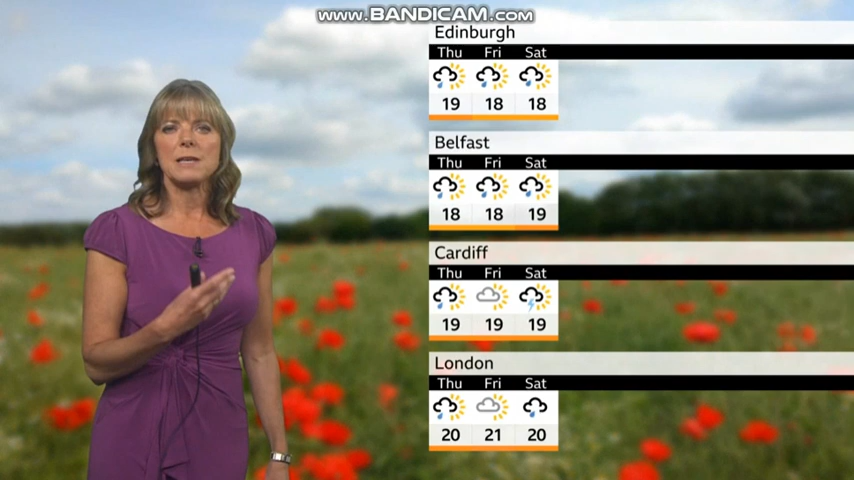 www.BANDICAM.com
Edinburgh
Thu Fri Sat
19 18 18
Belfast
Thu Fri Sat
18 18 19
Cardiff
Thu Fri Sat
19 19 19
London
Thu Fri Sat
20 21 20